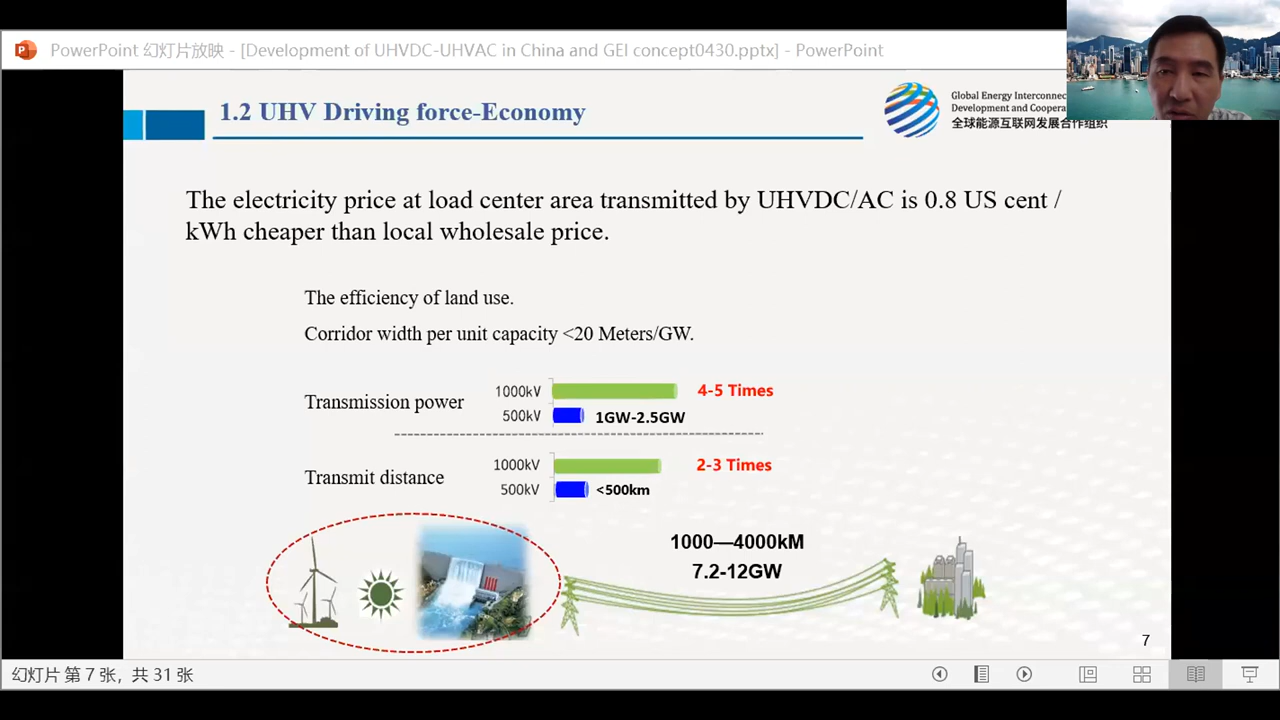 PowerPoint 幻灯片放映 - [Development of UHVDC-UHVAC in China and GEI concept0430.pptx] - PowerPoint
1.2 UHV Driving force-Economy
Global Energy
Development and
全球能源互联网发展合作组织
The electricity price at load center area transmitted by UHVDC/AC is 0.8 US cent /
kWh cheaper than local wholesale price.
The efficiency of land use.
Corridor width per unit capacity <20 Meters/GW.
Transmission power
1000kV
4-5 Times
500kV
1GW-2.5GW
Transmit distance
1000kV
2-3 Times
500kV
<500km
1000—4000kM
7.2-12GW
7
幻灯片 第 7 张，共 31 张